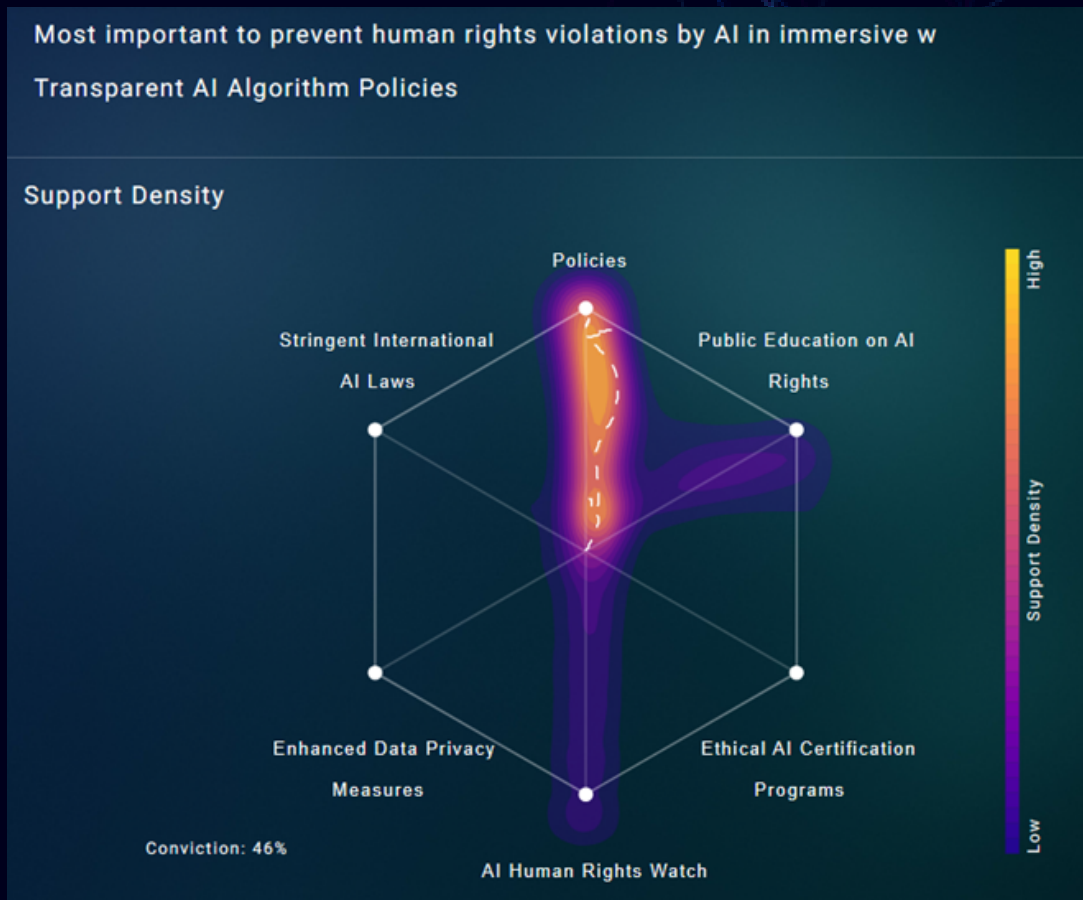 Most important to prevent human rights violations by AI in immersive w
Transparent AI Algorithm Policies
Support Density
Policies
Stringent International
AI Laws
Public Education on AI
Rights
Enhanced Data Privacy
Measures
Ethical AI Certification
Programs
AI Human Rights Watch
Conviction: 46%
High
Support Density
Low